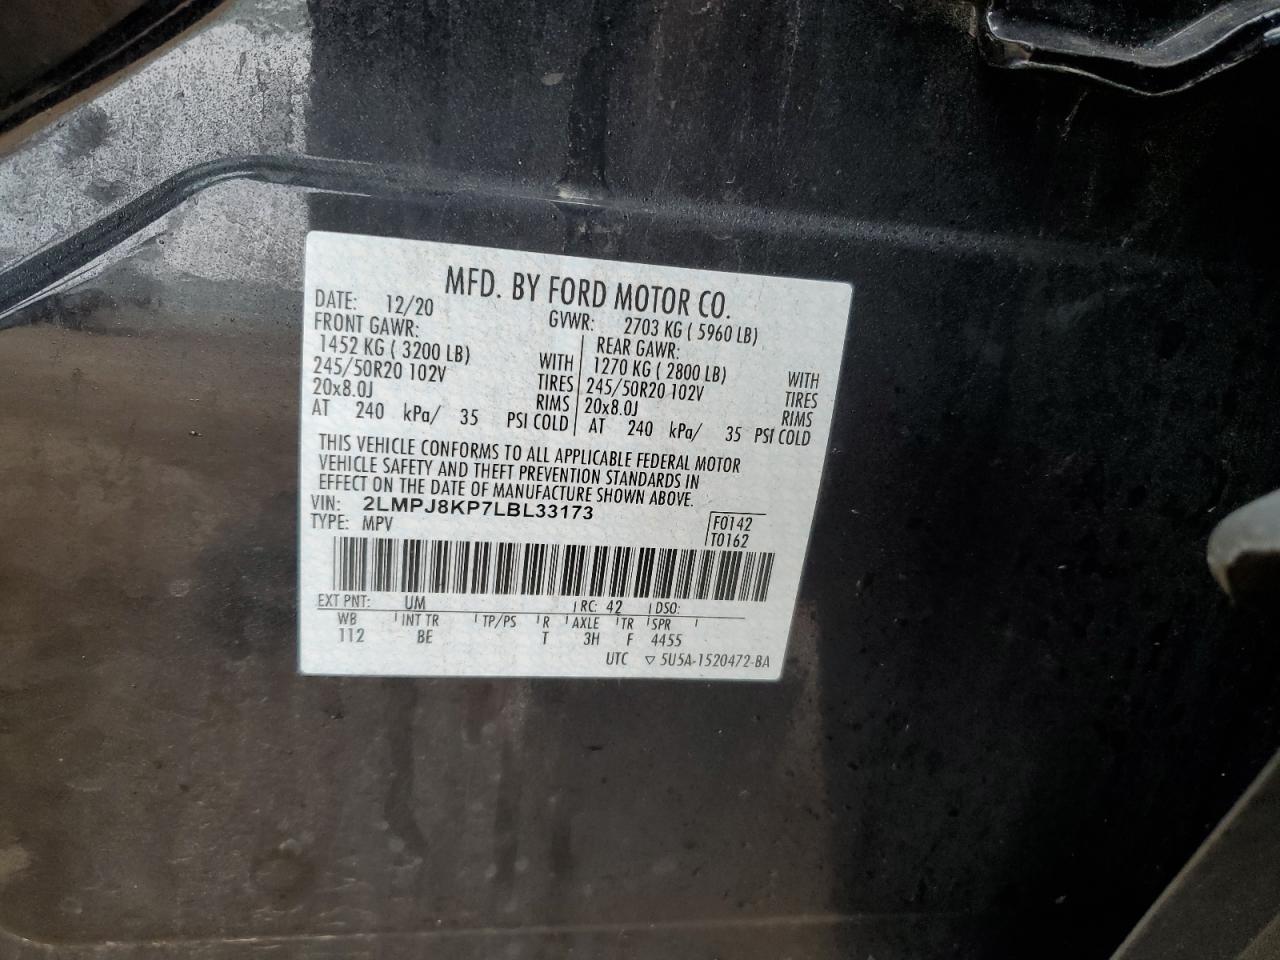 MFD. BY FORD MOTOR CO.
DATE: 12/20 GVWR: 2703 KG ( 5960 LB)
FRONT GAWR: REAR GAWR:
1452 KG ( 3200 LB) WITH 1270 KG ( 2800 LB) WITH
245/50R20 102V TIRES 245/50R20 102V TIRES
20x8.0J RIMS 20x8.0J RIMS
AT 240 kPa/ 35 PSI COLD AT 240 kPa/ 35 PSI COLD
THIS VEHICLE CONFORMS TO ALL APPLICABLE FEDERAL MOTOR
VEHICLE SAFETY AND THEFT PREVENTION STANDARDS IN
EFFECT ON THE DATE OF MANUFACTURE SHOWN ABOVE.
VIN: 2LMPJ8KP7LBL33173
TYPE: MPV F0142
T0162
EXT PNT: UM RC: 42 DSO:
WB INT TR TP/PS R AXLE TR SPR
112 BE T 3H F 4455
UTC ▽ 5U5A-1520472-BA